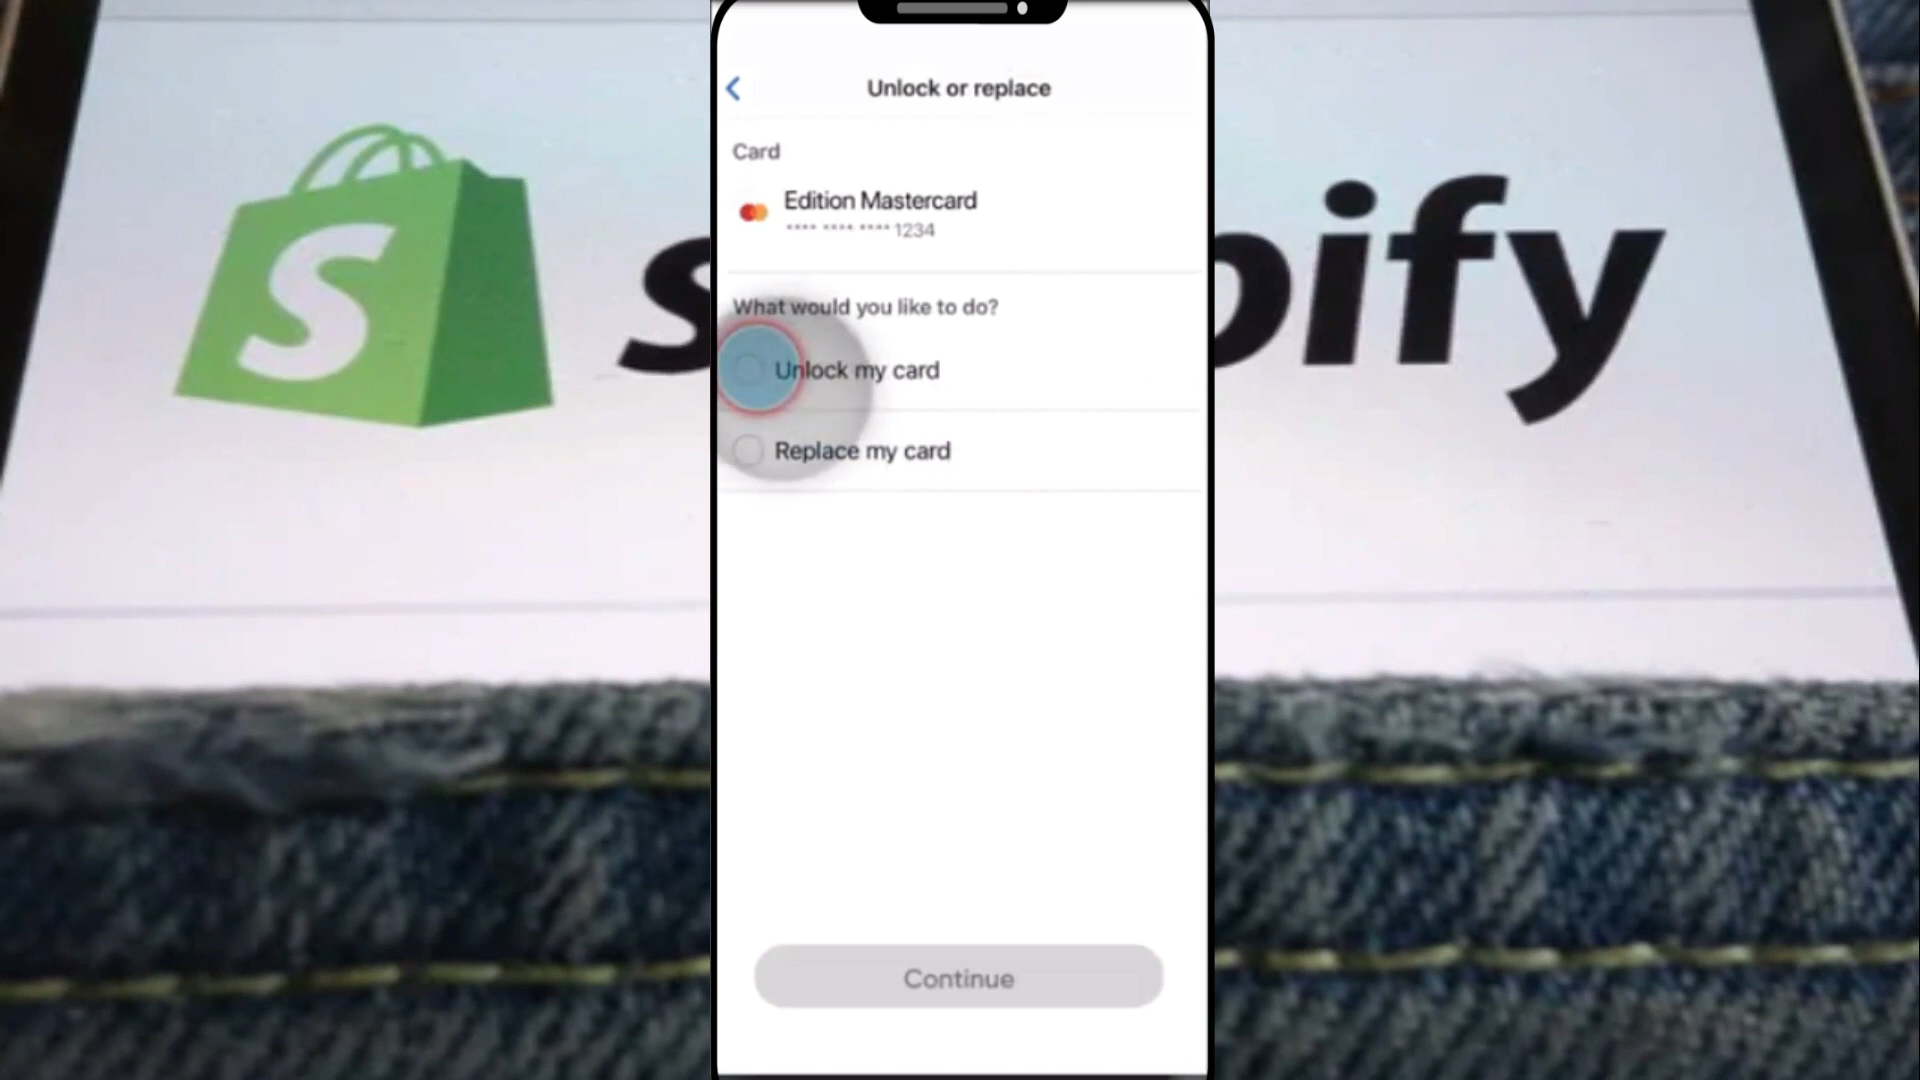 Unlock or replace
Card
Edition Mastercard
**** **** **** 1234
What would you like to do?
Unlock my card
Replace my card
Continue
S
s
pify